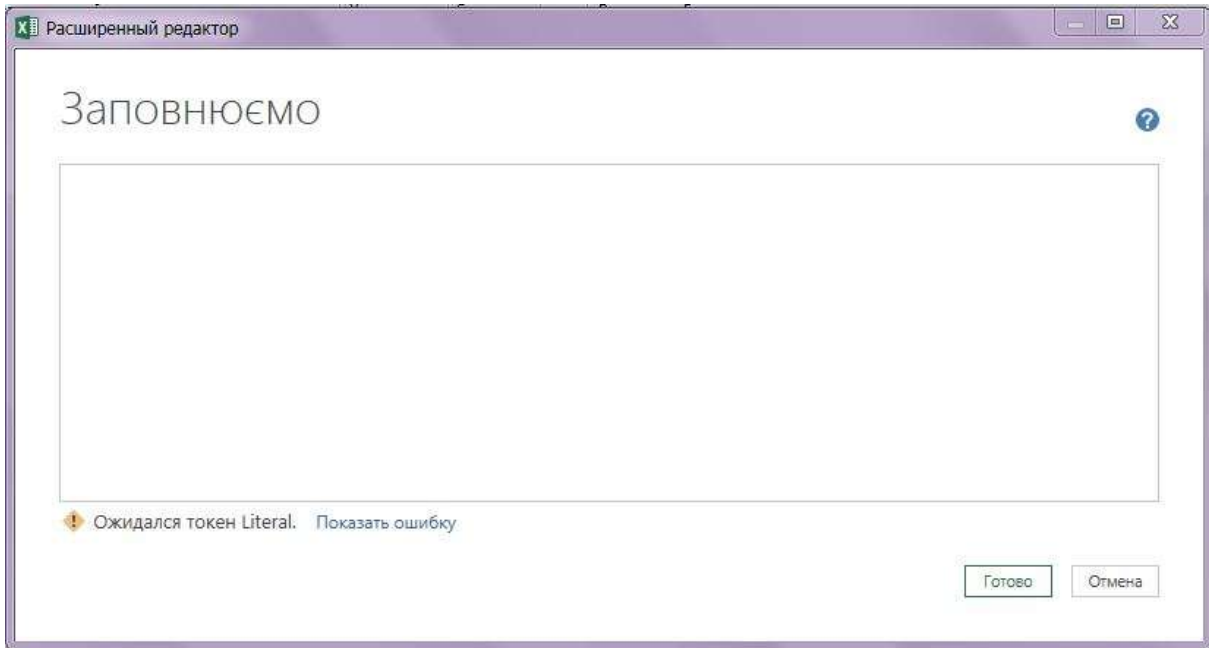 Расширенный редактор
Заповнюємо
Ожидался токен Literal. Показать ошибку
Готово Отмена